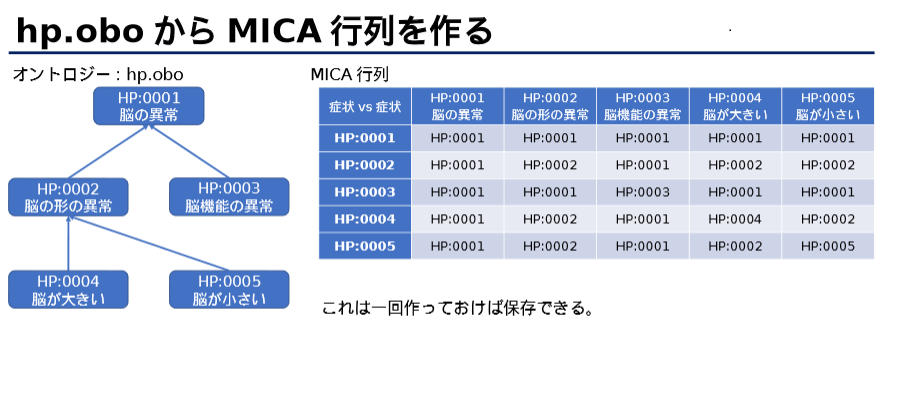 hp.obo から MICA 行列を作る
オントロジー : hp.obo
HP:0001
脳の異常
HP:0002
脳の形の異常
HP:0003
脳機能の異常
HP:0004
脳が大きい
HP:0005
脳が小さい
MICA 行列
症状 vs 症状 HP:0001 脳の異常 HP:0002 脳の形の異常 HP:0003 脳機能の異常 HP:0004 脳が大きい HP:0005 脳が小さい
HP:0001 HP:0001 HP:0001 HP:0001 HP:0001 HP:0001
HP:0002 HP:0001 HP:0002 HP:0001 HP:0002 HP:0002
HP:0003 HP:0001 HP:0001 HP:0003 HP:0001 HP:0001
HP:0004 HP:0001 HP:0002 HP:0001 HP:0004 HP:0002
HP:0005 HP:0001 HP:0002 HP:0001 HP:0002 HP:0005
これは一回作っておけば保存できる。